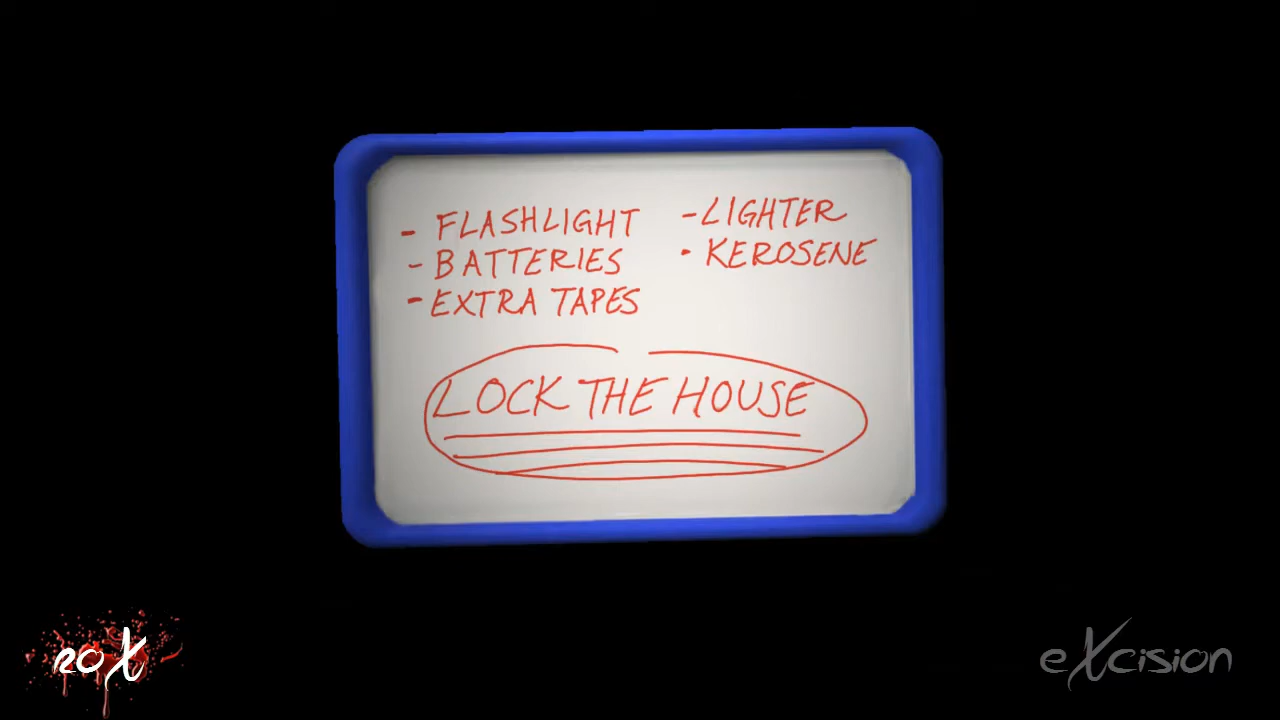 - FLASHLIGHT
- BATTERIES
- EXTRA TAPES
- LIGHTER
- KEROSENE
LOCK THE HOUSE
roX
eXcision